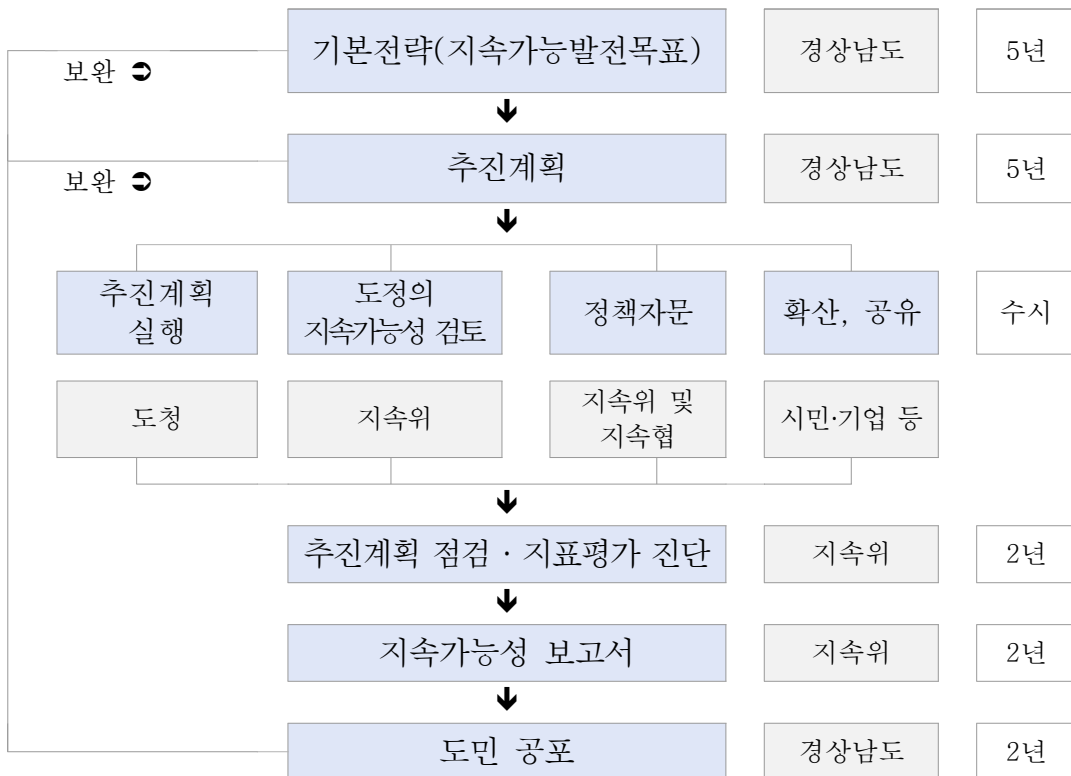 기본전략(지속가능발전목표)
경상남도
5년
보완 ➲
추진계획
경상남도
5년
보완 ➲
추진계획
실행
도정의
지속가능성 검토
정책자문
확산, 공유
수시
도청
지속위
지속위 및
지속협
시민·기업 등
추진계획 점검 · 지표평가 진단
지속위
2년
지속가능성 보고서
지속위
2년
도민 공포
경상남도
2년